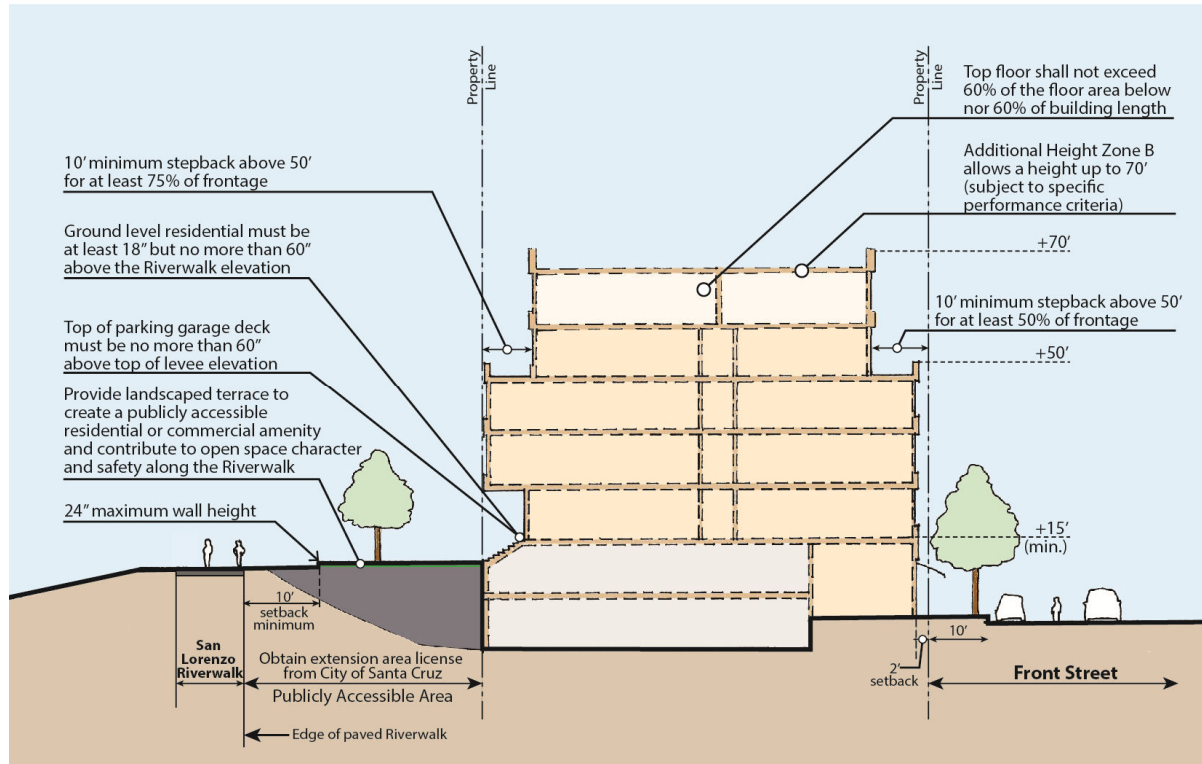 Property
Line
Property
Line
Top floor shall not exceed
60% of the floor area below
nor 60% of building length
Additional Height Zone B
allows a height up to 70'
(subject to specific
performance criteria)
10' minimum stepback above 50'
for at least 75% of frontage
Ground level residential must be
at least 18" but no more than 60"
above the Riverwalk elevation
+70'
10' minimum stepback above 50'
for at least 50% of frontage
Top of parking garage deck
must be no more than 60"
above top of levee elevation
+50'
Provide landscaped terrace to
create a publicly accessible
residential or commercial amenity
and contribute to open space character
and safety along the Riverwalk
24" maximum wall height
+15'
(min.)
10'
setback
minimum
San
Lorenzo
Riverwalk
Obtain extension area license
from City of Santa Cruz
Publicly Accessible Area
Edge of paved Riverwalk
2'
setback
10'
Front Street